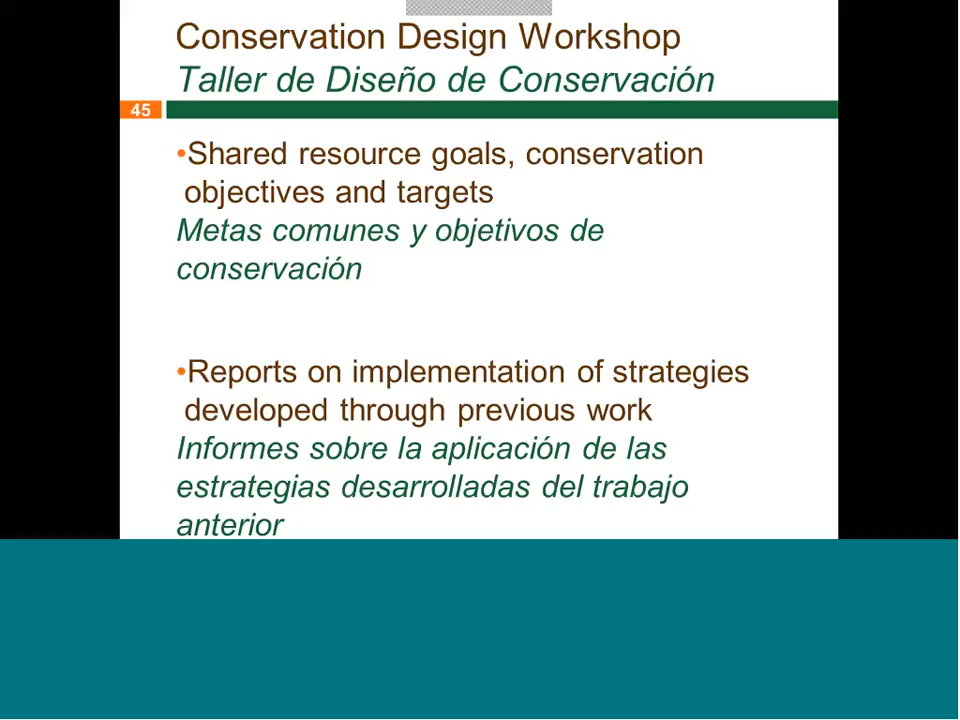 Conservation Design Workshop
Taller de Diseño de Conservación
45
•Shared resource goals, conservation
objectives and targets
Metas comunes y objetivos de
conservación
•Reports on implementation of strategies
developed through previous work
Informes sobre la aplicación de las
estrategias desarrolladas del trabajo
anterior